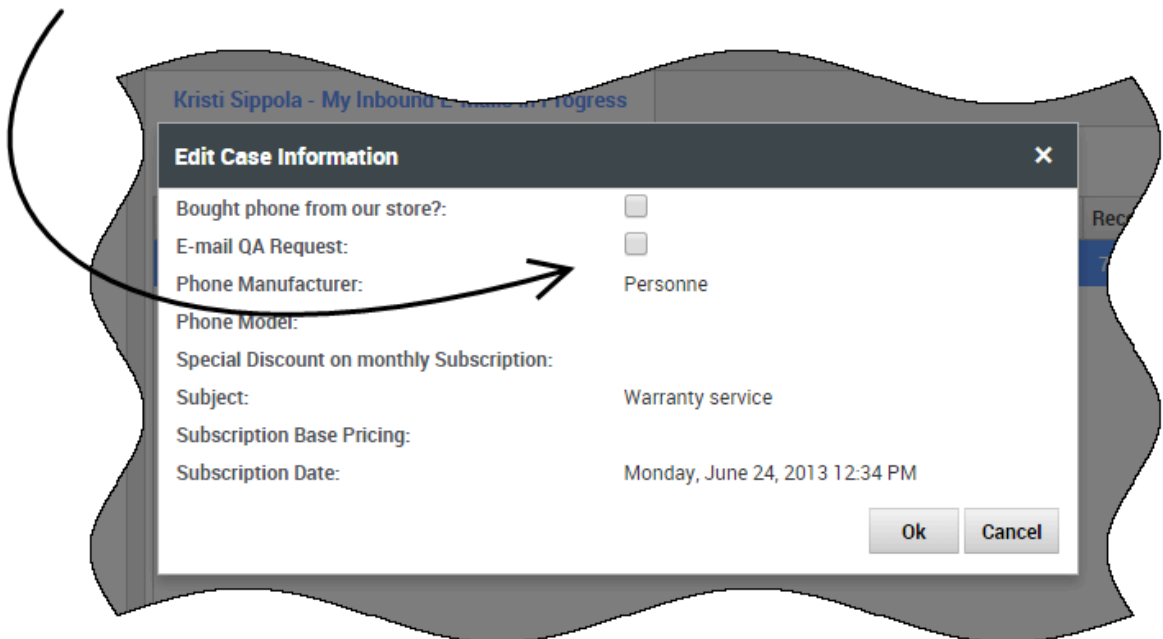 Kristi Sippola - My Inbound E-Mails In Progress
Edit Case Information ×
Bought phone from our store?:
E-mail QA Request:
Phone Manufacturer: Personne
Phone Model:
Special Discount on monthly Subscription:
Subject: Warranty service
Subscription Base Pricing:
Subscription Date: Monday, June 24, 2013 12:34 PM
Ok Cancel